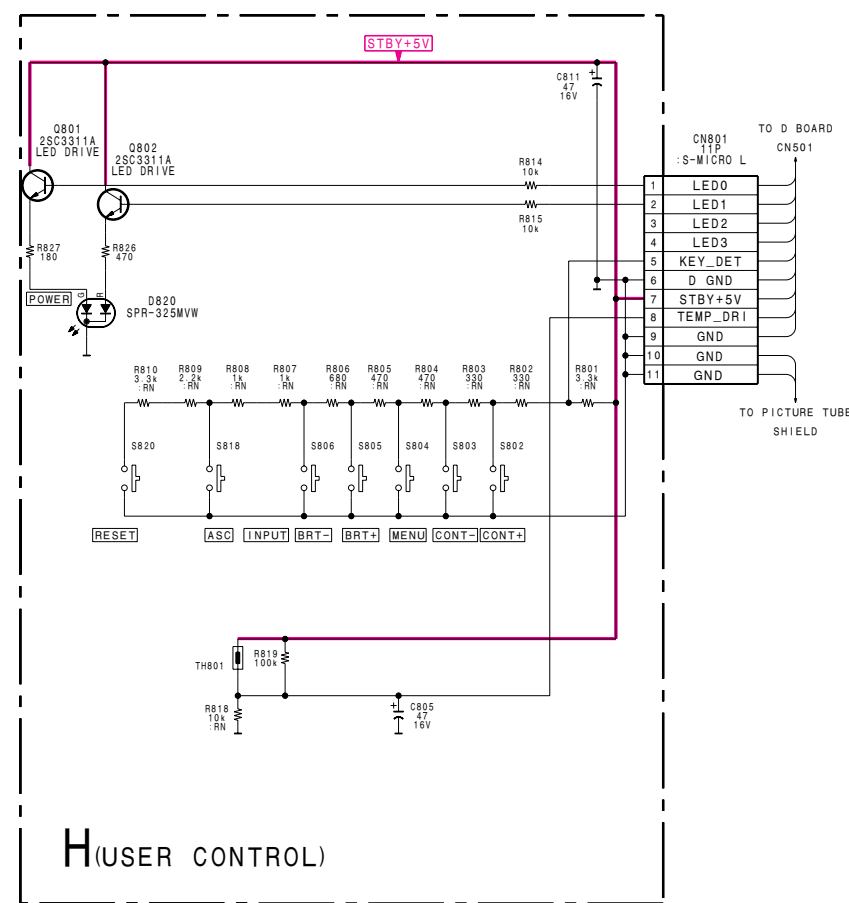 STBY+5V
C811
47
16V
+
Q801
2SC3311A
LED DRIVE
Q802
2SC3311A
LED DRIVE
R814
10k
R815
10k
CN801
11P
:S-MICRO L
TO D BOARD
CN501
1 LED0
2 LED1
3 LED2
4 LED3
5 KEY_DET
6 D GND
7 STBY+5V
8 TEMP_DRI
9 GND
10 GND
11 GND
TO PICTURE TUBE
SHIELD
R827
180
R826
470
POWER
G
R
D820
SPR-325MVW
R810
3.3k
:RN
R809
2.2k
:RN
R808
1k
:RN
R807
1k
:RN
R806
680
:RN
R805
470
:RN
R804
470
:RN
R803
330
:RN
R802
330
:RN
R801
3.3k
:RN
S820
S818
S806
S805
S804
S803
S802
RESET
ASC
INPUT
BRT-
BRT+
MENU
CONT-
CONT+
TH801
R819
100k
R818
10k
:RN
+
C805
47
16V
H(USER CONTROL)